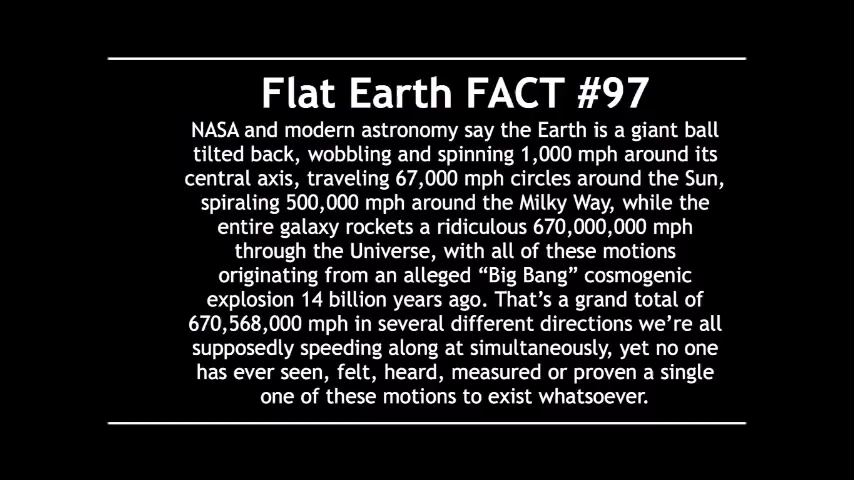 Flat Earth FACT #97
NASA and modern astronomy say the Earth is a giant ball
tilted back, wobbling and spinning 1,000 mph around its
central axis, traveling 67,000 mph circles around the Sun,
spiraling 500,000 mph around the Milky Way, while the
entire galaxy rockets a ridiculous 670,000,000 mph
through the Universe, with all of these motions
originating from an alleged “Big Bang” cosmogenic
explosion 14 billion years ago. That’s a grand total of
670,568,000 mph in several different directions we’re all
supposedly speeding along at simultaneously, yet no one
has ever seen, felt, heard, measured or proven a single
one of these motions to exist whatsoever.